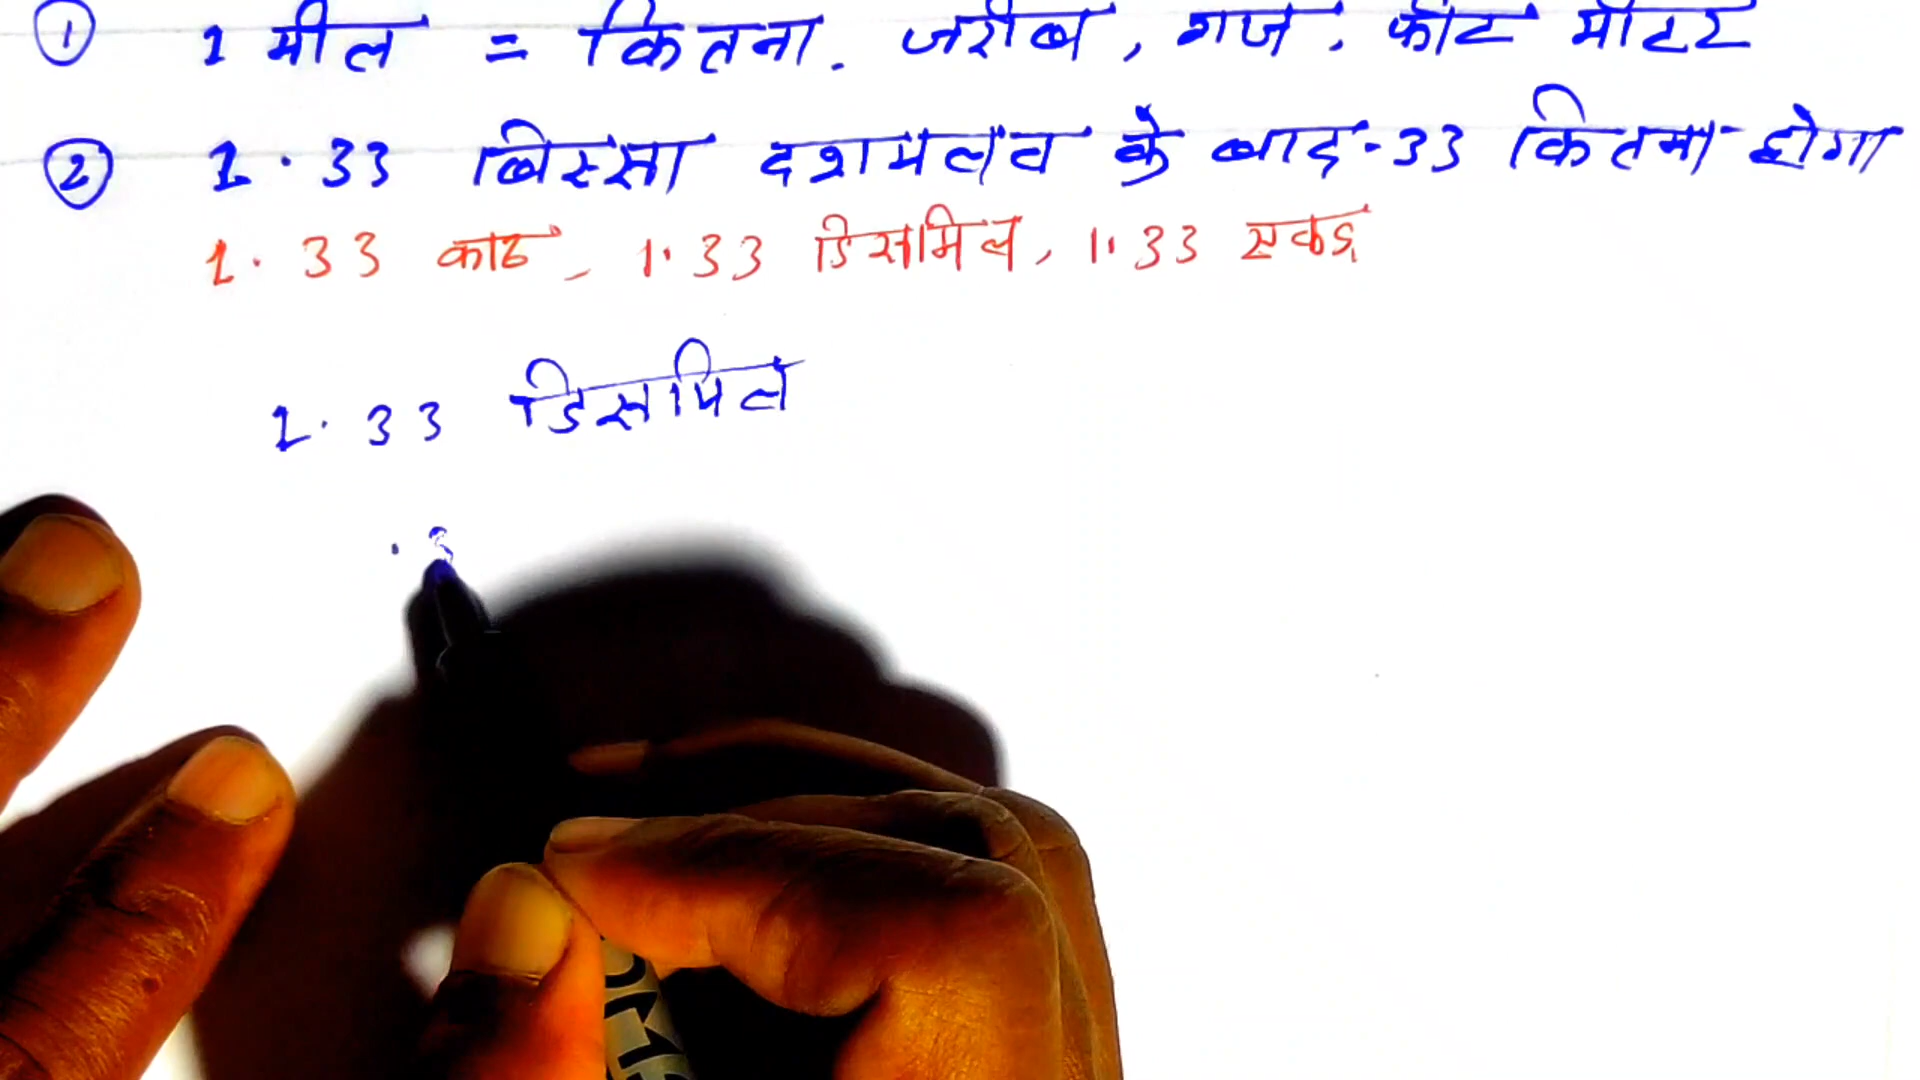 ① 1 मील = कितना. जरीब, गज, फीट मीटर
② 1.33 बिस्सा दशमलव के बाद .33 कितना होगा
1.33 काठ, 1.33 डिसमिल, 1.33 एकड़
1.33 डिसमिल
.3